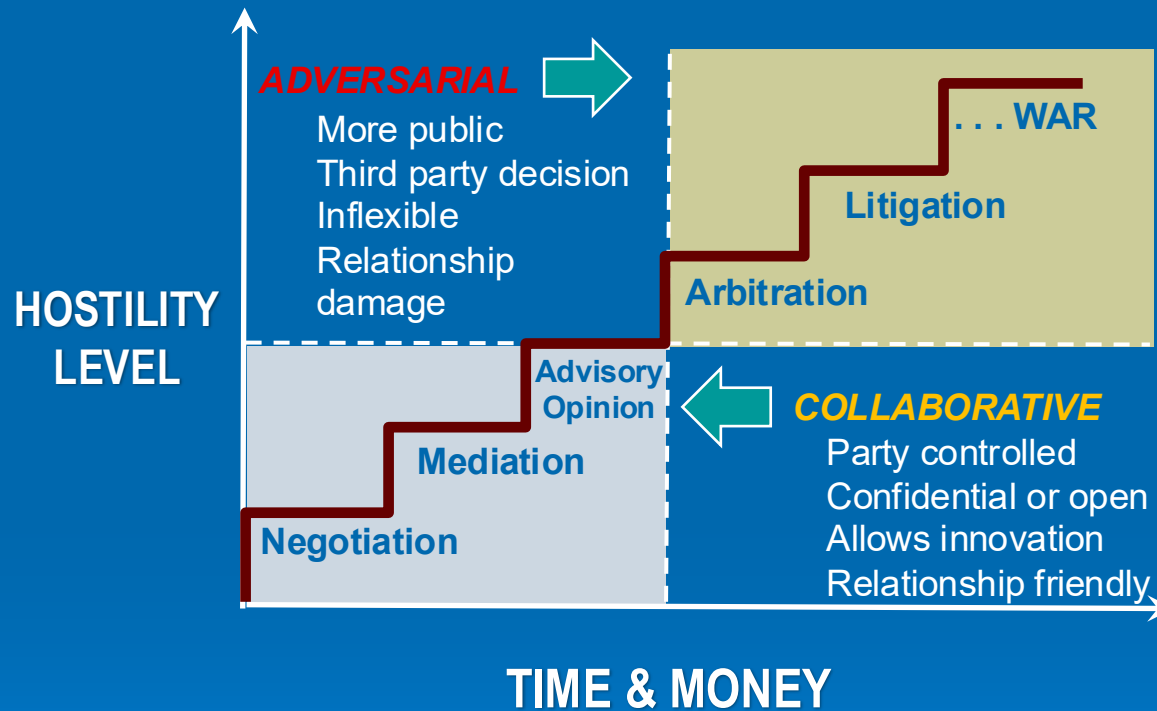 ADVERSARIAL
More public
Third party decision
Inflexible
Relationship
damage
. . . WAR
Litigation
Arbitration
HOSTILITY
LEVEL
Advisory
Opinion
Mediation
Negotiation
COLLABORATIVE
Party controlled
Confidential or open
Allows innovation
Relationship friendly
TIME & MONEY